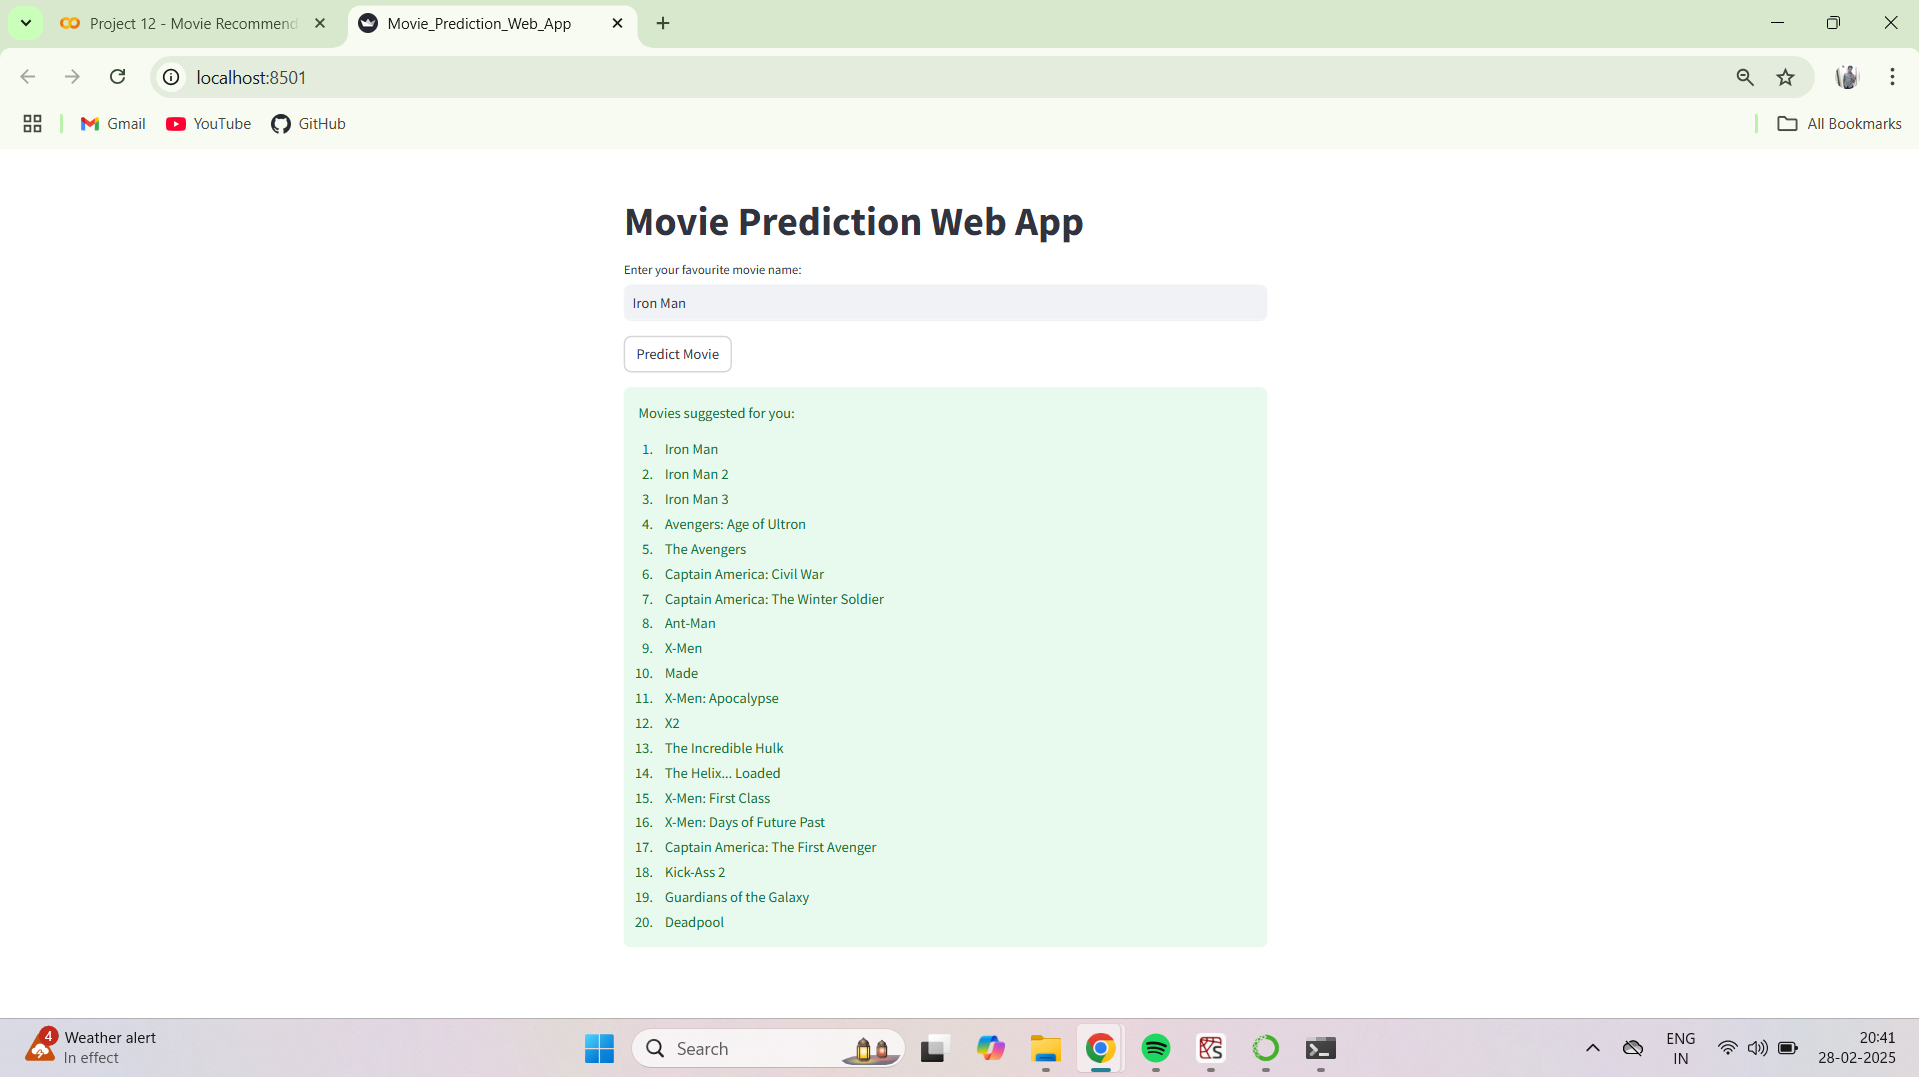 Project 12 - Movie Recommend
Movie_Prediction_Web_App
localhost:8501
Gmail
YouTube
GitHub
All Bookmarks
Movie Prediction Web App
Enter your favourite movie name:
Iron Man
Predict Movie
Movies suggested for you:
1. Iron Man
2. Iron Man 2
3. Iron Man 3
4. Avengers: Age of Ultron
5. The Avengers
6. Captain America: Civil War
7. Captain America: The Winter Soldier
8. Ant-Man
9. X-Men
10. Made
11. X-Men: Apocalypse
12. X2
13. The Incredible Hulk
14. The Helix... Loaded
15. X-Men: First Class
16. X-Men: Days of Future Past
17. Captain America: The First Avenger
18. Kick-Ass 2
19. Guardians of the Galaxy
20. Deadpool
4
Weather alert
In effect
Search
ENG
IN
20:41
28-02-2025